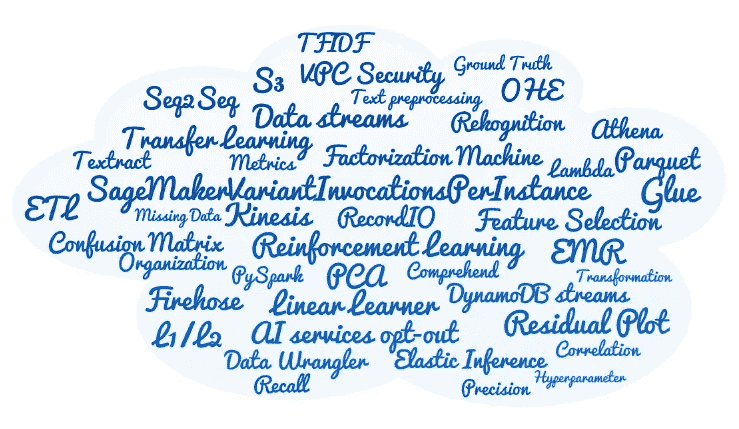 TFIDF
Ground Truth
S3 VPC Security
OHE
Seq2Seq
Text preprocessing
Data streams
Rekognition
Athena
Transfer Learning
Textract
Metrics
Factorization Machine
Lambda
Parquet
SageMakerVariantInvocationsPerInstance
Glue
ETL
Missing Data
Kinesis
RecordIO
Feature Selection
Confusion Matrix
Reinforcement Learning
EMR
Organization
PySpark
PCA
Comprehend
Transformation
Firehose
Linear Learner
DynamoDB streams
L1/L2
AI services opt-out
Residual Plot
Data Wrangler
Elastic Inference
Correlation
Recall
Precision
Hyperparameter